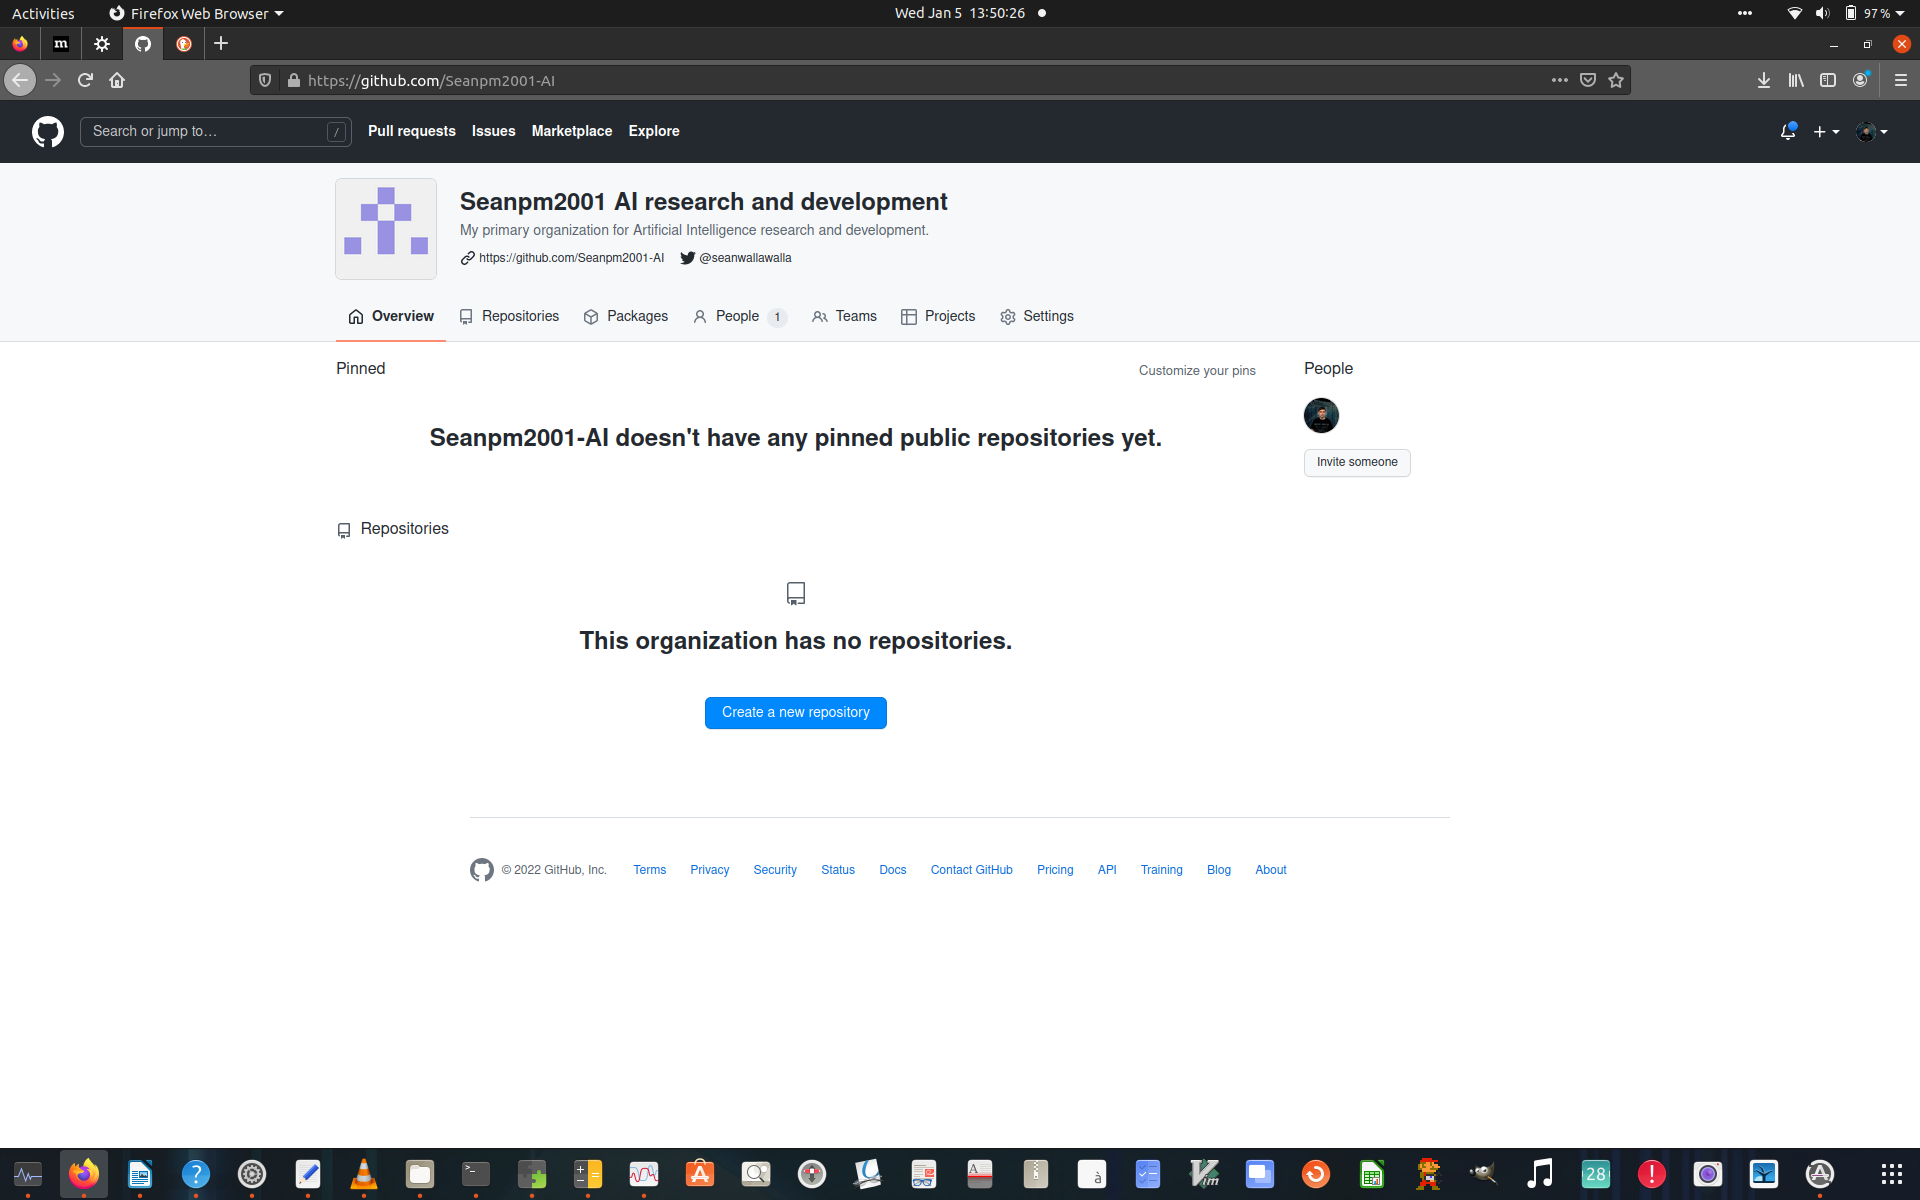 Activities
Firefox Web Browser
Wed Jan 5 13:50:26
97 %
m
https://github.com/Seanpm2001-AI
Search or jump to… /
Pull requests
Issues
Marketplace
Explore
Seanpm2001 AI research and development
My primary organization for Artificial Intelligence research and development.
https://github.com/Seanpm2001-AI
@seanwallawalla
Overview
Repositories
Packages
People 1
Teams
Projects
Settings
Pinned
Customize your pins
People
Seanpm2001-AI doesn't have any pinned public repositories yet.
Invite someone
Repositories
This organization has no repositories.
Create a new repository
© 2022 GitHub, Inc.
Terms
Privacy
Security
Status
Docs
Contact GitHub
Pricing
API
Training
Blog
About
?
>_
A
à
Vim
28
!